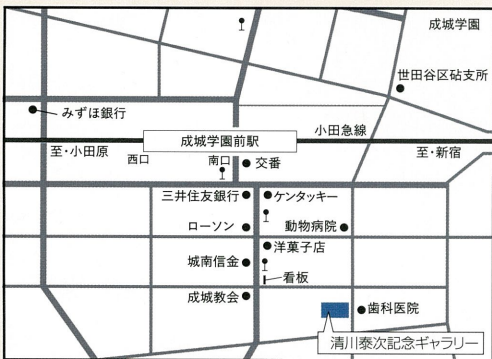 成城学園
世田谷区砧支所
みずほ銀行
成城学園前駅
小田急線
至・小田原
西口
南口
交番
至・新宿
三井住友銀行
ケンタッキー
ローソン
動物病院
洋菓子店
城南信金
看板
成城教会
歯科医院
清川泰次記念ギャラリー